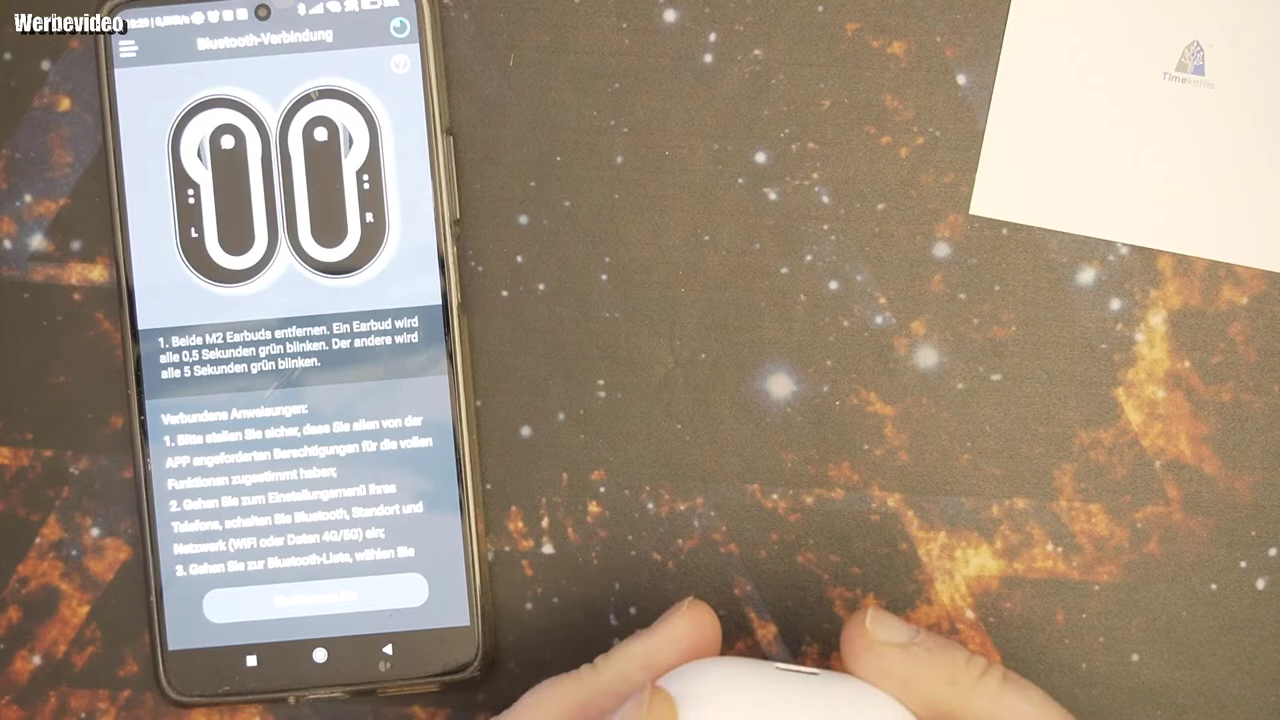 Werbevideo
Bluetooth-Verbindung
L
R
1. Beide M2 Earbuds entfernen. Ein Earbud wird
alle 0,5 Sekunden grün blinken. Der andere wird
alle 5 Sekunden grün blinken.
Verbundene Anweisungen:
1. Bitte stellen Sie sicher, dass Sie allen von der
APP angeforderten Berechtigungen für die vollen
Funktionen zugestimmt haben;
2. Gehen Sie zum Einstellungsmenü Ihres
Telefons, schalten Sie Bluetooth, Standort und
Netzwerk (WiFi oder Daten 4G/5G) ein;
3. Gehen Sie zur Bluetooth-Liste, wählen Sie
Timekettle